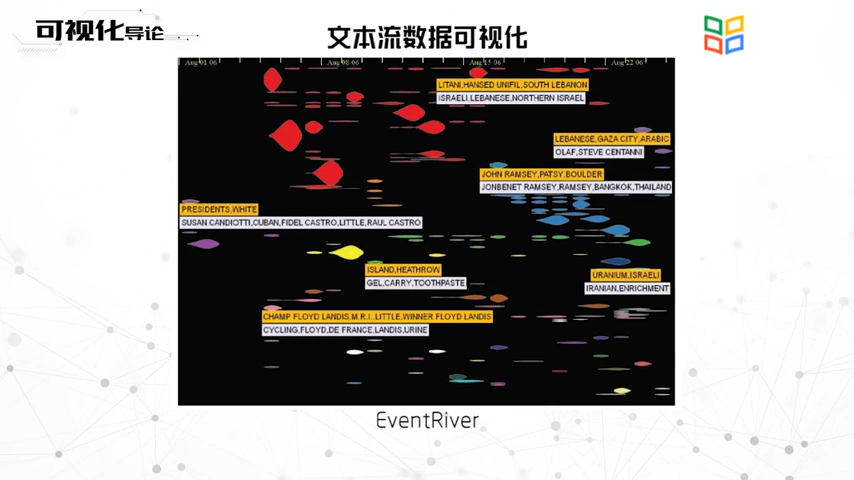 可视化导论
文本流数据可视化
Aug 01 06
Aug 08 06
Aug 15 06
Aug 22 06
LITANI,HANSED UNIFIL,SOUTH LEBANON
ISRAELI,LEBANESE,NORTHERN ISRAEL
LEBANESE,GAZA CITY,ARABIC
OLAF,STEVE CENTANNI
JOHN RAMSEY,PATSY,BOULDER
JONBENET RAMSEY,RAMSEY,BANGKOK,THAILAND
PRESIDENTS,WHITE
SUSAN CANDIOTTI,CUBAN,FIDEL CASTRO,LITTLE,RAUL CASTRO
ISLAND,HEATHROW
GEL,CARRY,TOOTHPASTE
URANIUM,ISRAELI
IRANIAN,ENRICHMENT
CHAMP FLOYD LANDIS,M.R.I.,LITTLE,WINNER FLOYD LANDIS
CYCLING,FLOYD,DE FRANCE,LANDIS,URINE
EventRiver